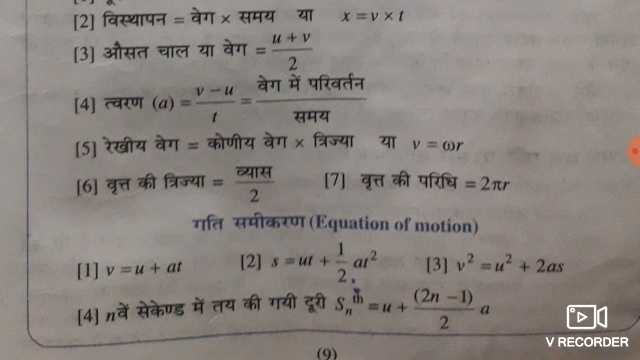 [2] विस्थापन = वेग × समय या x = v × t
[3] औसत चाल या वेग = (u + v)/2
[4] त्वरण (a) = (v − u)/t = वेग में परिवर्तन/समय
[5] रेखीय वेग = कोणीय वेग × त्रिज्या या v = ωr
[6] वृत्त की त्रिज्या = व्यास/2 [7] वृत्त की परिधि = 2πr
गति समीकरण (Equation of motion)
[1] v = u + at [2] s = ut + 1/2 at² [3] v² = u² + 2as
[4] nवें सेकेण्ड में तय की गयी दूरी Sₙᵗʰ = u + (2n − 1)/2 a
V RECORDER
(9)